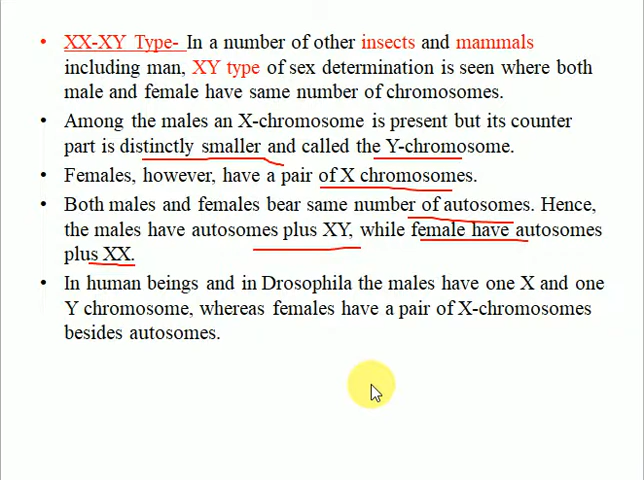 • XX-XY Type- In a number of other insects and mammals
including man, XY type of sex determination is seen where both
male and female have same number of chromosomes.
• Among the males an X-chromosome is present but its counter
part is distinctly smaller and called the Y-chromosome.
• Females, however, have a pair of X chromosomes.
• Both males and females bear same number of autosomes. Hence,
the males have autosomes plus XY, while female have autosomes
plus XX.
• In human beings and in Drosophila the males have one X and one
Y chromosome, whereas females have a pair of X-chromosomes
besides autosomes.